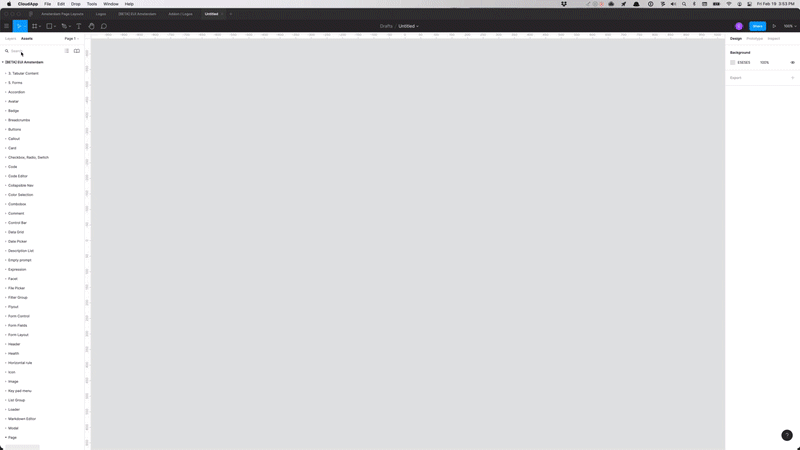 CloudApp File Edit Drop Tools Window Help
Fri Feb 19 3:53 PM
Amsterdam Page Layouts
Logos
[BETA] EUI Amsterdam
Elastic Logos
Untitled
Drafts / Untitled
Share
100%
Layers Assets Page 1
Design Prototype Inspect
Search
Background
E5E5E5 100%
Export
[BETA] EUI Amsterdam
3. Tabular Content
5. Forms
Accordion
Avatar
Badge
Breadcrumbs
Buttons
Callout
Card
Checkbox, Radio, Switch
Code
Code Editor
Collapsible Nav
Color Selection
Combobox
Comment
Control Bar
Data Grid
Date Picker
Description List
Empty prompt
Expression
Facet
File Picker
Filter Group
Flyout
Form Control
Form Fields
Form Layout
Header
Health
Horizontal rule
Icon
Image
Key pad menu
List Group
Loader
Markdown Editor
Modal
Page
?